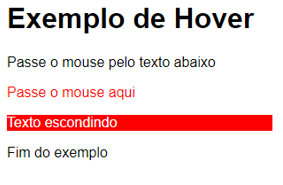 Exemplo de Hover
Passe o mouse pelo texto abaixo
Passe o mouse aqui
Texto escondindo
Fim do exemplo